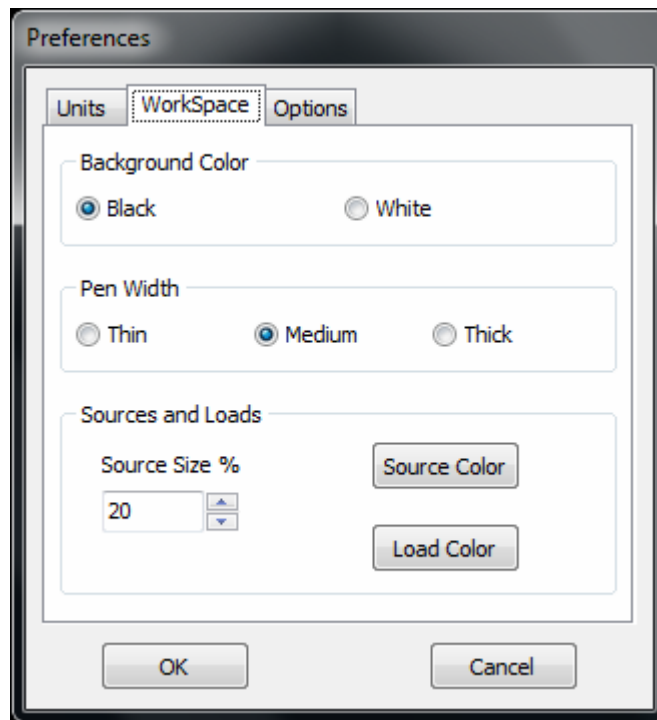 Preferences
Units WorkSpace Options
Background Color
Black White
Pen Width
Thin Medium Thick
Sources and Loads
Source Size % Source Color
20
Load Color
OK Cancel